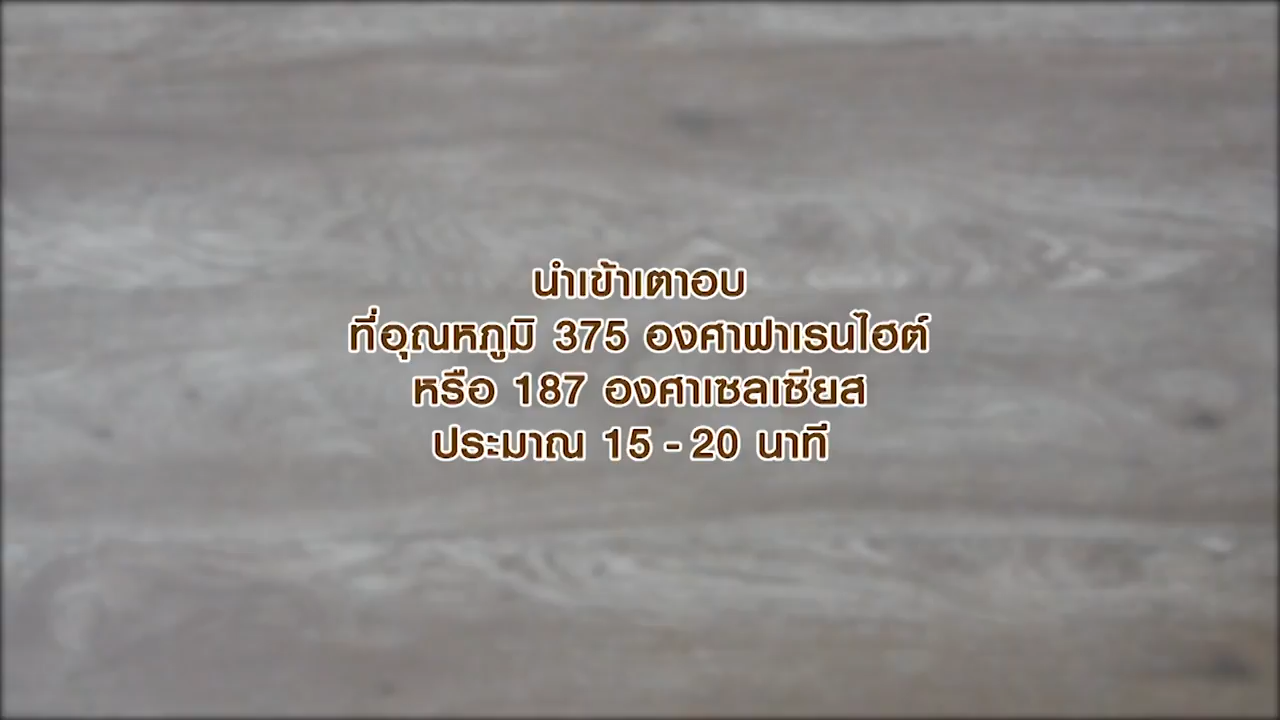 นำเข้าเตาอบ
ที่อุณหภูมิ 375 องศาฟาเรนไฮต์
หรือ 187 องศาเซลเซียส
ประมาณ 15 - 20 นาที